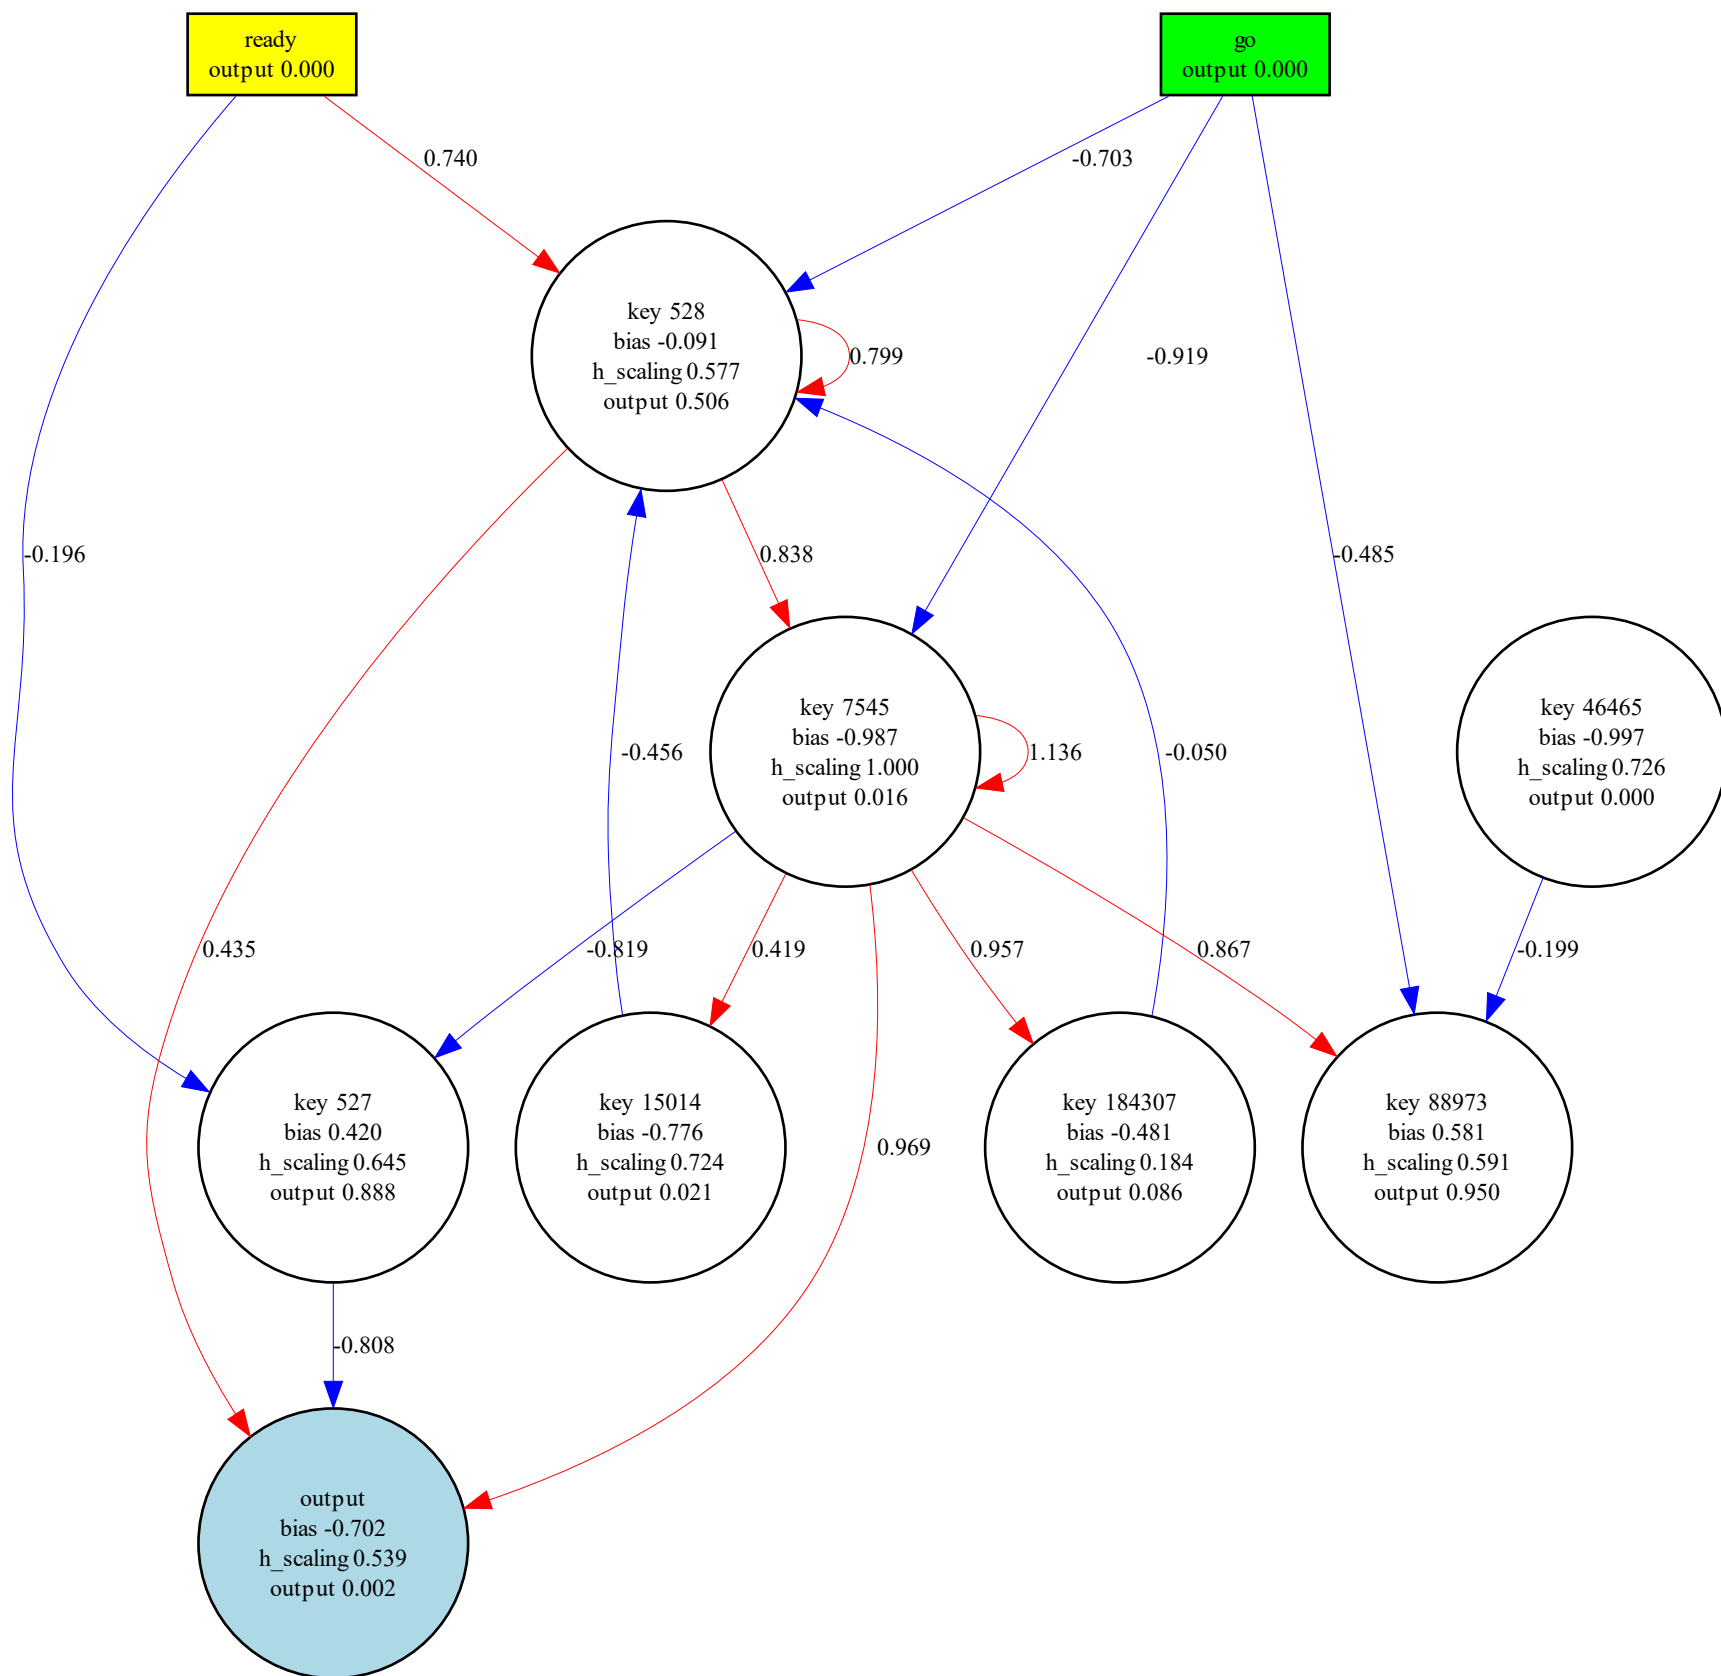 ready
output 0.000
go
output 0.000
0.740
-0.703
key 528
bias -0.091
h_scaling 0.577
output 0.506
0.799
-0.919
-0.196
0.838
-0.485
key 7545
bias -0.987
h_scaling 1.000
output 0.016
1.136
-0.456
-0.050
key 46465
bias -0.997
h_scaling 0.726
output 0.000
0.435
-0.819
0.419
0.957
0.867
-0.199
key 527
bias 0.420
h_scaling 0.645
output 0.888
key 15014
bias -0.776
h_scaling 0.724
output 0.021
0.969
key 184307
bias -0.481
h_scaling 0.184
output 0.086
key 88973
bias 0.581
h_scaling 0.591
output 0.950
-0.808
output
bias -0.702
h_scaling 0.539
output 0.002